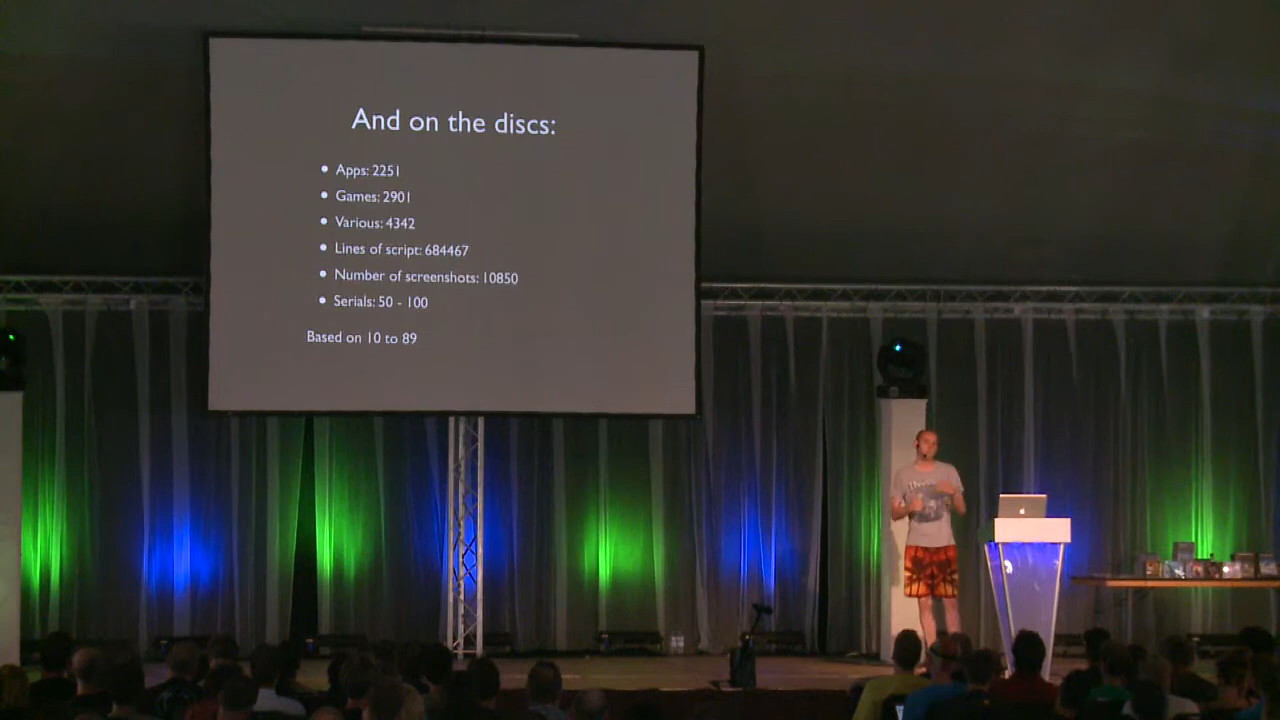 And on the discs:
• Apps: 2251
• Games: 2901
• Various: 4342
• Lines of script: 684467
• Number of screenshots: 10850
• Serials: 50 - 100
Based on 10 to 89